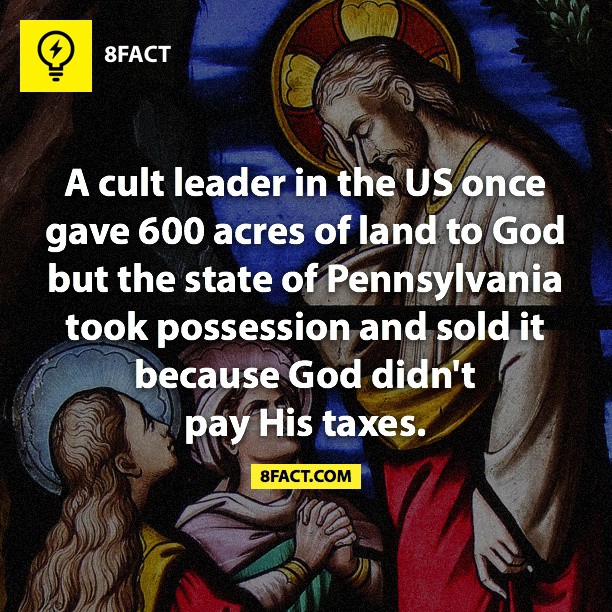 8FACT
A cult leader in the US once
gave 600 acres of land to God
but the state of Pennsylvania
took possession and sold it
because God didn't
pay His taxes.
8FACT.COM